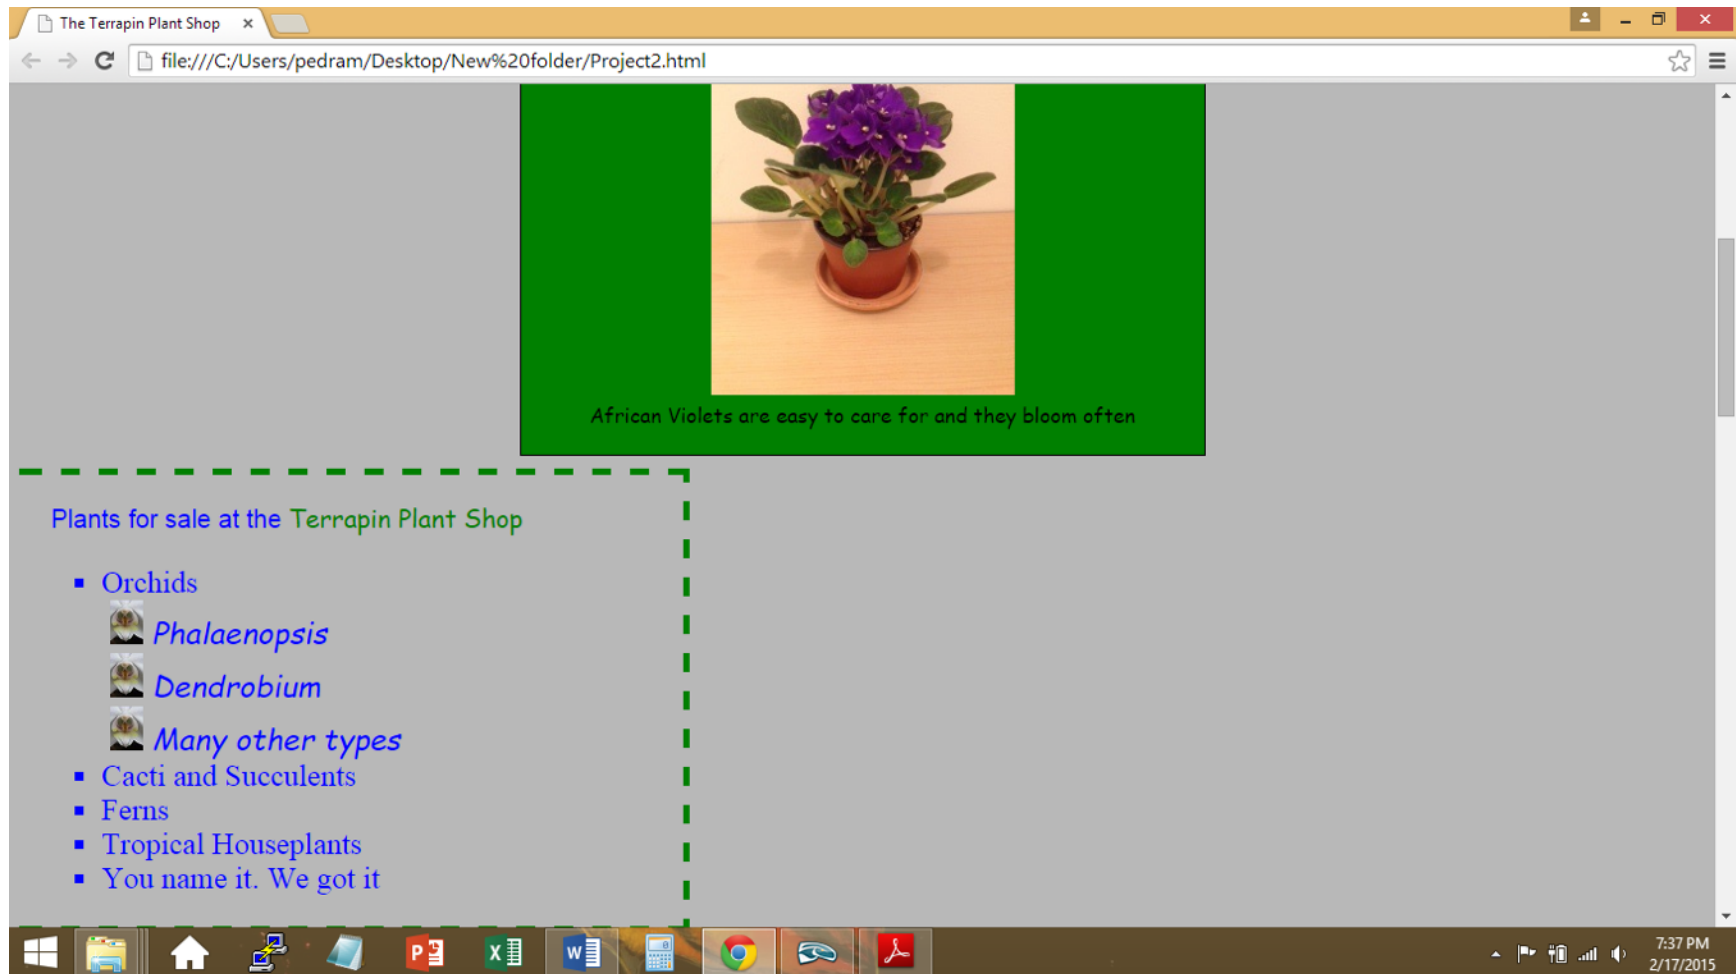 The Terrapin Plant Shop
file:///C:/Users/pedram/Desktop/New%20folder/Project2.html
African Violets are easy to care for and they bloom often
Plants for sale at the Terrapin Plant Shop
Orchids
Phalaenopsis
Dendrobium
Many other types
Cacti and Succulents
Ferns
Tropical Houseplants
You name it. We got it
7:37 PM
2/17/2015